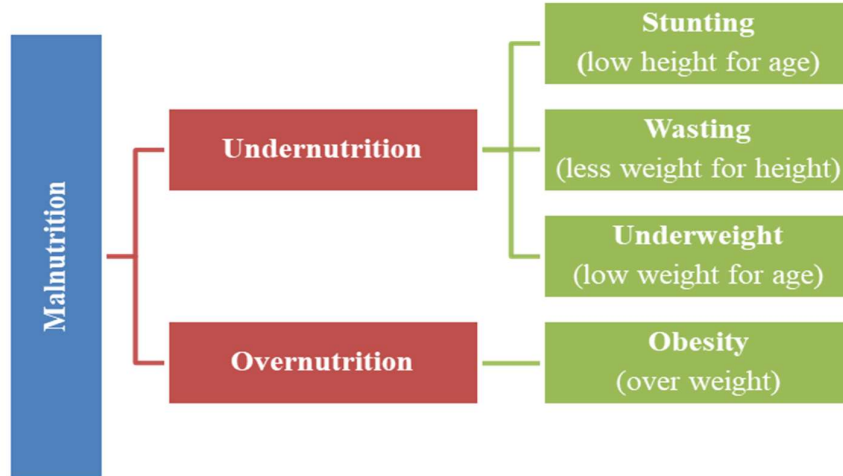 Malnutrition
Undernutrition
Stunting
(low height for age)
Wasting
(less weight for height)
Underweight
(low weight for age)
Overnutrition
Obesity
(over weight)